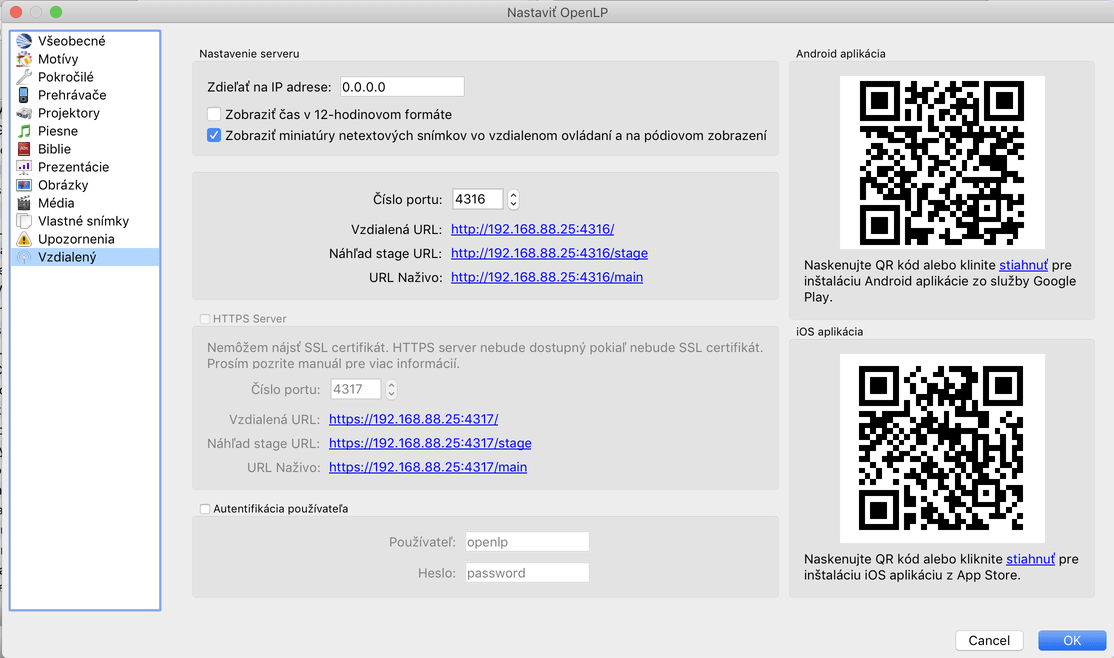 Nastaviť OpenLP
Všeobecné
Motívy
Pokročilé
Prehrávače
Projektory
Piesne
Biblie
Prezentácie
Obrázky
Média
Vlastné snímky
Upozornenia
Vzdialený
Nastavenie serveru
Zdieľať na IP adrese: 0.0.0.0
Zobraziť čas v 12-hodinovom formáte
Zobraziť miniatúry netextových snímkov vo vzdialenom ovládaní a na pódiovom zobrazení
Číslo portu: 4316
Vzdialená URL: http://192.168.88.25:4316/
Náhľad stage URL: http://192.168.88.25:4316/stage
URL Naživo: http://192.168.88.25:4316/main
HTTPS Server
Nemôžem nájsť SSL certifikát. HTTPS server nebude dostupný pokiaľ nebude SSL certifikát.
Prosím pozrite manuál pre viac informácií.
Číslo portu: 4317
Vzdialená URL: https://192.168.88.25:4317/
Náhľad stage URL: https://192.168.88.25:4317/stage
URL Naživo: https://192.168.88.25:4317/main
Autentifikácia používateľa
Používateľ: openlp
Heslo: password
Android aplikácia
Naskenujte QR kód alebo klinite stiahnuť pre
inštaláciu Android aplikácie zo služby Google
Play.
iOS aplikácia
Naskenujte QR kód alebo kliknite stiahnuť pre
inštaláciu iOS aplikáciu z App Store.
Cancel
OK